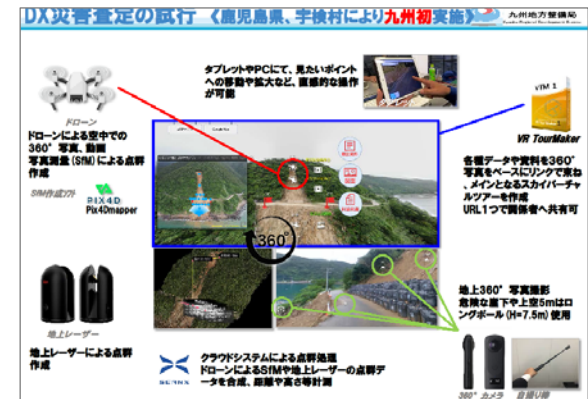 DX災害査定の試行 《鹿児島県、宇検村により九州初実施》
九州地方整備局
タブレットやPCにて、見たいポイント
への移動や拡大など、直感的な操作
が可能
ドローン
ドローンによる空中での
360°写真、動画
写真測量(SfM)による点群
作成
SfM作成ソフト
PIX4D
Pix4Dmapper
VTM 1
VR TourMaker
各種データや資料を360°
写真をベースにリンクで束ね
、メインとなるスカイバーチャ
ルツアーを作成
URL1つで関係者へ共有可
360°
地上レーザー
地上レーザーによる点群
作成
SCANX
クラウドシステムによる点群処理
ドローンによるSfMや地上レーザーの点群デ
ータを合成、距離や高さ等計測
地上360°写真撮影
危険な崖下や上空5mはロ
ングポール(H=7.5m)使用
360°カメラ
自撮り棒